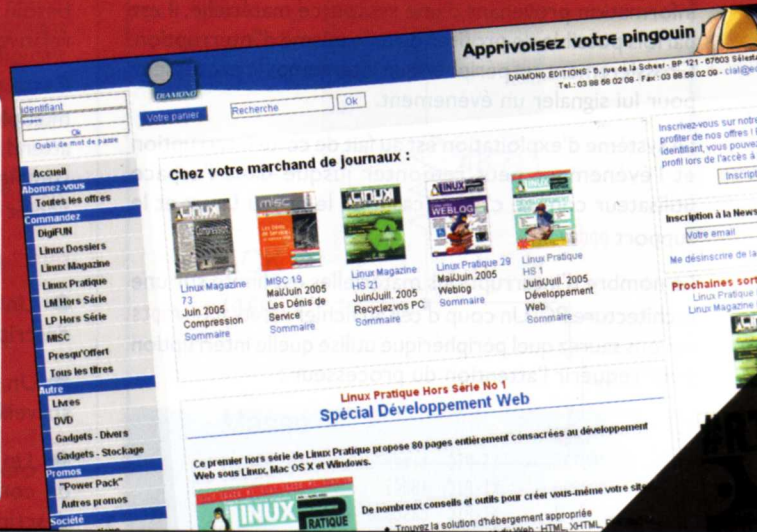 Apprivoisez votre pingouin !
DIAMOND EDITIONS - 6, rue de la Scheer - BP 121 - 67603 Sélesta
Tel.: 03 88 58 02 08 - Fax: 03 88 58 02 09 -
DIAMOND
Identifiant
Ok
Oubli de mot de passe
Votre panier
Recherche
Ok
Accueil
Abonnez-vous
Toutes les offres
Commandez
DigiFUN
Linux Dossiers
Linux Magazine
Linux Pratique
LM Hors Série
LP Hors Série
MISC
Presqu'Offert
Tous les titres
Autre
Livres
DVD
Gadgets - Divers
Gadgets - Stockage
Promos
"Power Pack"
Autres promos
Société
Chez votre marchand de journaux :
Linux Magazine
73
Juin 2005
Compression
Sommaire
MISC 19
Mai/Juin 2005
Les Dénis de
Service
Sommaire
Linux Magazine
HS 21
Juin/Juill. 2005
Recyclez vos PC
Sommaire
Linux Pratique 29
Mai/Juin 2005
Weblog
Sommaire
Linux Pratique
HS 1
Juin/Juill. 2005
Développement
Web
Sommaire
Inscrivez-vous sur notre
profiter de nos offres !
identifiant, vous pouvez
profil lors de l'accès à
Inscript
Inscription à la News
Votre email
Me désinscrire de la
Prochaines sort
Linux Pratique
Linux Magazine
Linux Pratique Hors Série No 1
Spécial Développement Web
Ce premier hors série de Linux Pratique propose 80 pages entièrement consacrées au développement
Web sous Linux, Mac OS X et Windows.
LINUX PRATIQUE
De nombreux conseils et outils pour créer vous-même votre site
• Trouvez la solution d'hébergement appropriée
du Web : HTML, XHTML,